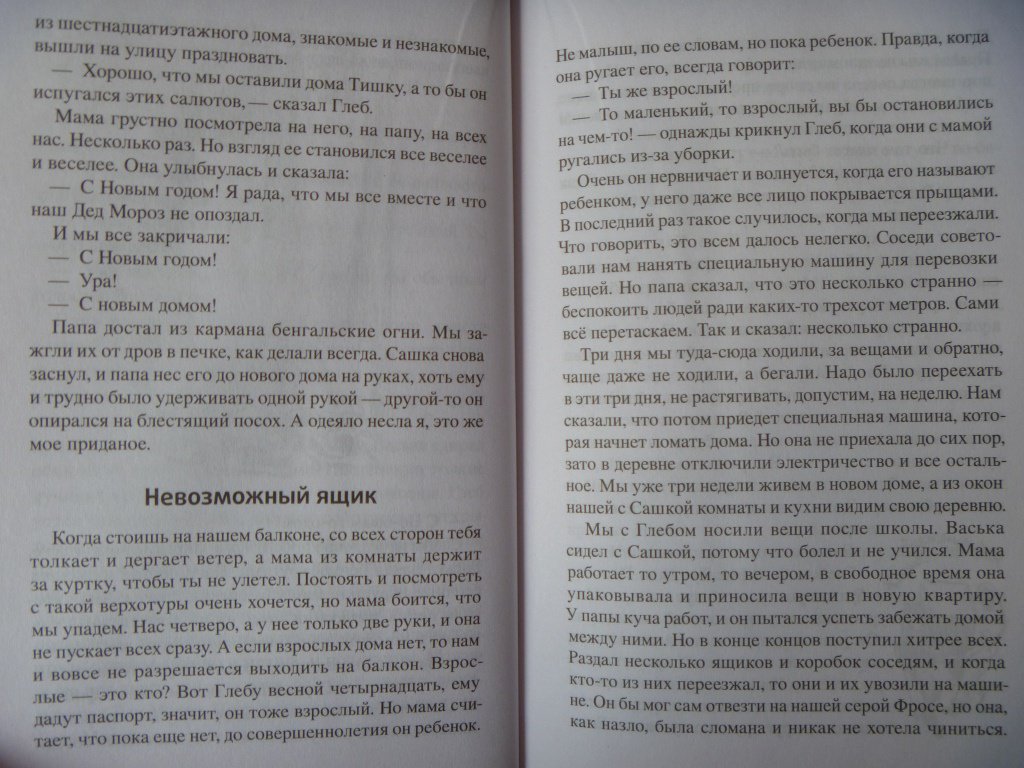 из шестнадцатиэтажного дома, знакомые и незнакомые,
вышли на улицу праздновать.
— Хорошо, что мы оставили дома Тишку, а то бы он
испугался этих салютов, — сказал Глеб.
Мама грустно посмотрела на него, на папу, на всех
нас. Несколько раз. Но взгляд ее становился все веселее
и веселее. Она улыбнулась и сказала:
— С Новым годом! Я рада, что мы все вместе и что
наш Дед Мороз не опоздал.
И мы все закричали:
— С Новым годом!
— Ура!
— С новым домом!
Папа достал из кармана бенгальские огни. Мы за-
жгли их от дров в печке, как делали всегда. Сашка снова
заснул, и папа нес его до нового дома на руках, хоть ему
и трудно было удерживать одной рукой — другой-то он
опирался на блестящий посох. А одеяло несла я, это же
мое приданое.
Невозможный ящик
Когда стоишь на нашем балконе, со всех сторон тебя
толкает и дергает ветер, а мама из комнаты держит
за куртку, чтобы ты не улетел. Постоять и посмотреть
с такой верхотуры очень хочется, но мама боится, что
мы упадем. Нас четверо, а у нее только две руки, и она
не пускает всех сразу. А если взрослых дома нет, то нам
и вовсе не разрешается выходить на балкон. Взрос-
лые — это кто? Вот Глебу весной четырнадцать, ему
дадут паспорт, значит, он тоже взрослый. Но мама счи-
тает, что пока еще нет, до совершеннолетия он ребенок.
Не малыш, по ее словам, но пока ребенок. Правда, когда
она ругает его, всегда говорит:
— Ты же взрослый!
— То маленький, то взрослый, вы бы остановились
на чем-то! — однажды крикнул Глеб, когда они с мамой
ругались из-за уборки.
Очень он нервничает и волнуется, когда его называют
ребенком, у него даже все лицо покрывается прыщами.
В последний раз такое случилось, когда мы переезжали.
Что говорить, это всем далось нелегко. Соседи совето-
вали нам нанять специальную машину для перевозки
вещей. Но папа сказал, что это несколько странно —
беспокоить людей ради каких-то трехсот метров. Сами
всё перетаскаем. Так и сказал: несколько странно.
Три дня мы туда-сюда ходили, за вещами и обратно,
чаще даже не ходили, а бегали. Надо было переехать
в эти три дня, не растягивать, допустим, на неделю. Нам
сказали, что потом приедет специальная машина, кото-
рая начнет ломать дома. Но она не приехала до сих пор,
зато в деревне отключили электричество и все осталь-
ное. Мы уже три недели живем в новом доме, а из окон
нашей с Сашкой комнаты и кухни видим свою деревню.
Мы с Глебом носили вещи после школы. Васька
сидел с Сашкой, потому что болел и не учился. Мама
работает то утром, то вечером, в свободное время она
упаковывала и приносила вещи в новую квартиру.
У папы куча работ, и он пытался успеть забежать домой
между ними. Но в конце концов поступил хитрее всех.
Раздал несколько ящиков и коробок соседям, и когда
кто-то из них переезжал, то они и их увозили на маши-
не. Он бы мог сам отвезти на нашей серой Фросе, но она,
как назло, была сломана и никак не хотела чиниться.